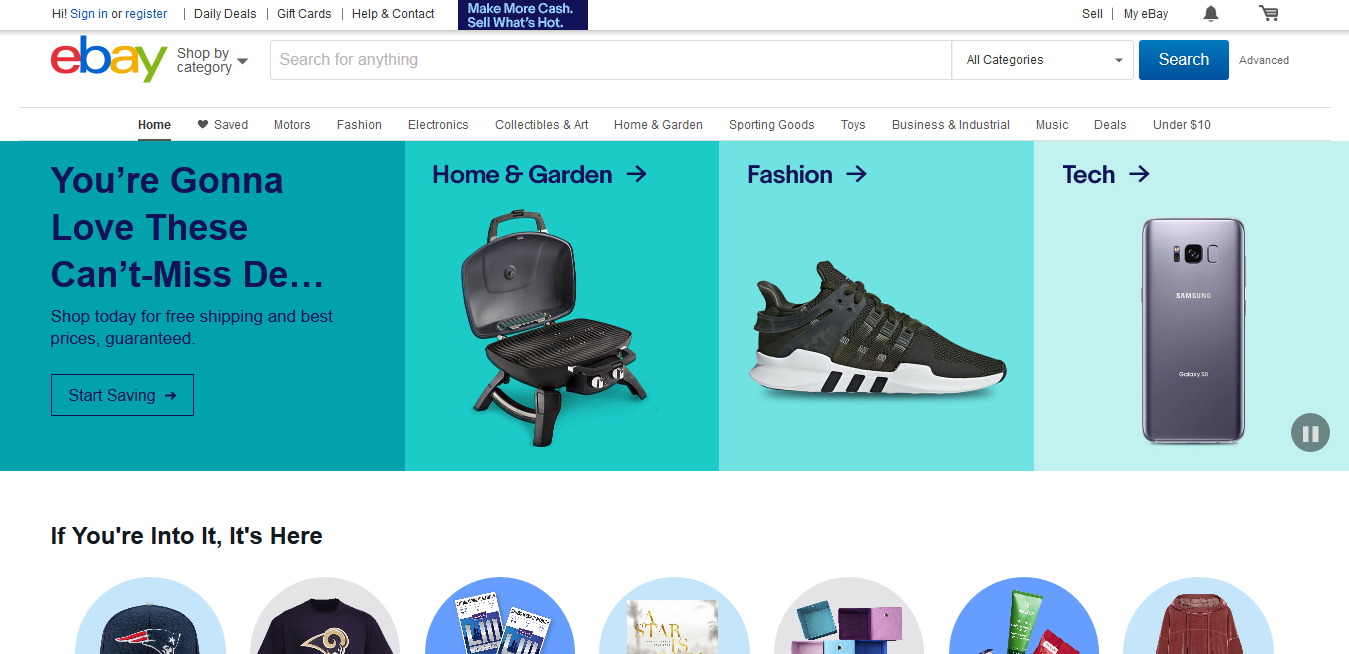 Hi! Sign in or register
Daily Deals
Gift Cards
Help & Contact
Make More Cash.
Sell What's Hot.
Sell
My eBay
ebay
Shop by
category
Search for anything
All Categories
Search
Advanced
Home
Saved
Motors
Fashion
Electronics
Collectibles & Art
Home & Garden
Sporting Goods
Toys
Business & Industrial
Music
Deals
Under $10
You’re Gonna
Love These
Can’t-Miss De…
Shop today for free shipping and best
prices, guaranteed.
Start Saving
Home & Garden
Fashion
Tech
SAMSUNG
Galaxy S8
If You're Into It, It's Here
A
STAR
IS